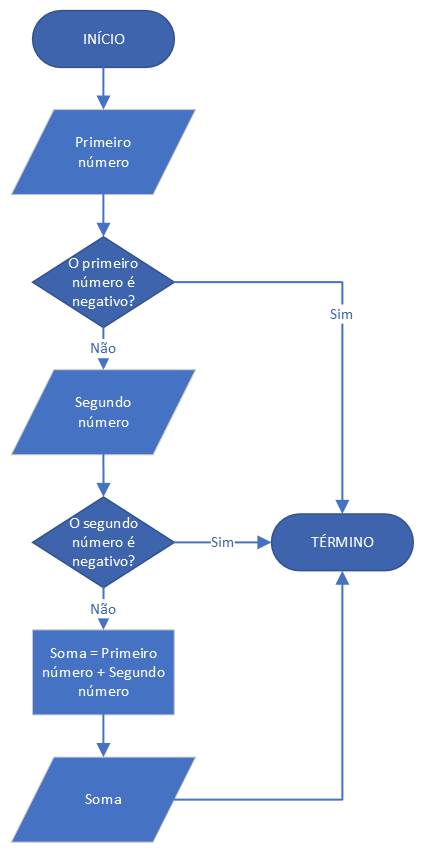 INÍCIO
Primeiro
número
O primeiro
número é
negativo?
Sim
Não
Segundo
número
O segundo
número é
negativo?
Sim
TÉRMINO
Não
Soma = Primeiro
número + Segundo
número
Soma